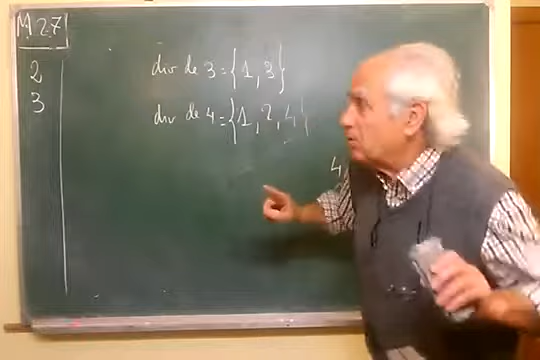 M27
2
3
div de 3 = {1, 3}
div de 4 = {1, 2, 4}
4